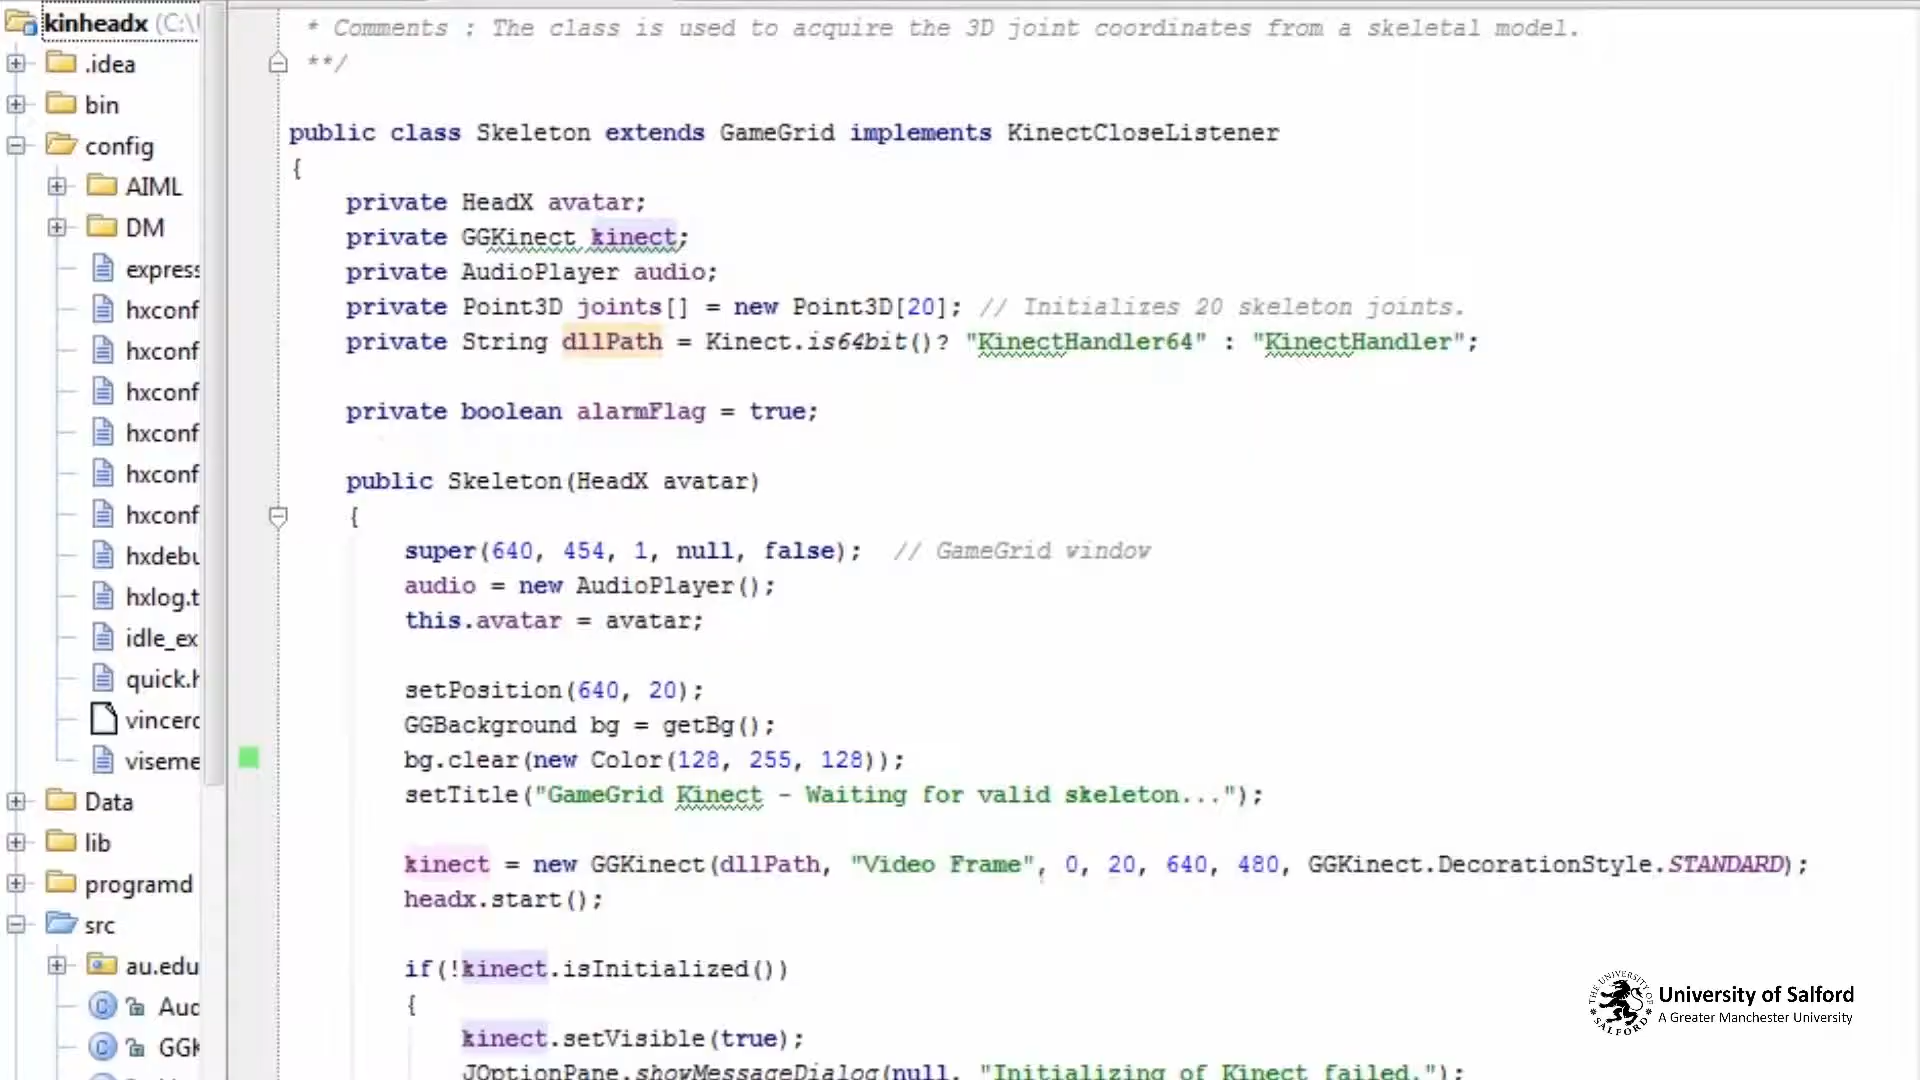 kinheadx (C:\
.idea
bin
config
AIML
DM
express
hxconf
hxconf
hxconf
hxconf
hxconf
hxconf
hxdebu
hxlog.t
idle_ex
quick.h
vincerc
viseme
Data
lib
programd
src
au.edu
Aud
GGK
* Comments : The class is used to acquire the 3D joint coordinates from a skeletal model.
**/
public class Skeleton extends GameGrid implements KinectCloseListener
{
private HeadX avatar;
private GGKinect kinect;
private AudioPlayer audio;
private Point3D joints[] = new Point3D[20]; // Initializes 20 skeleton joints.
private String dllPath = Kinect.is64bit()? "KinectHandler64" : "KinectHandler";
private boolean alarmFlag = true;
public Skeleton(HeadX avatar)
{
super(640, 454, 1, null, false); // GameGrid window
audio = new AudioPlayer();
this.avatar = avatar;
setPosition(640, 20);
GGBackground bg = getBg();
bg.clear(new Color(128, 255, 128));
setTitle("GameGrid Kinect - Waiting for valid skeleton...");
kinect = new GGKinect(dllPath, "Video Frame", 0, 20, 640, 480, GGKinect.DecorationStyle.STANDARD);
headx.start();
if(!kinect.isInitialized())
{
kinect.setVisible(true);
JOptionPane.showMessageDialog(null, "Initializing of Kinect failed.");
THE UNIVERSITY OF SALFORD
University of Salford
A Greater Manchester University